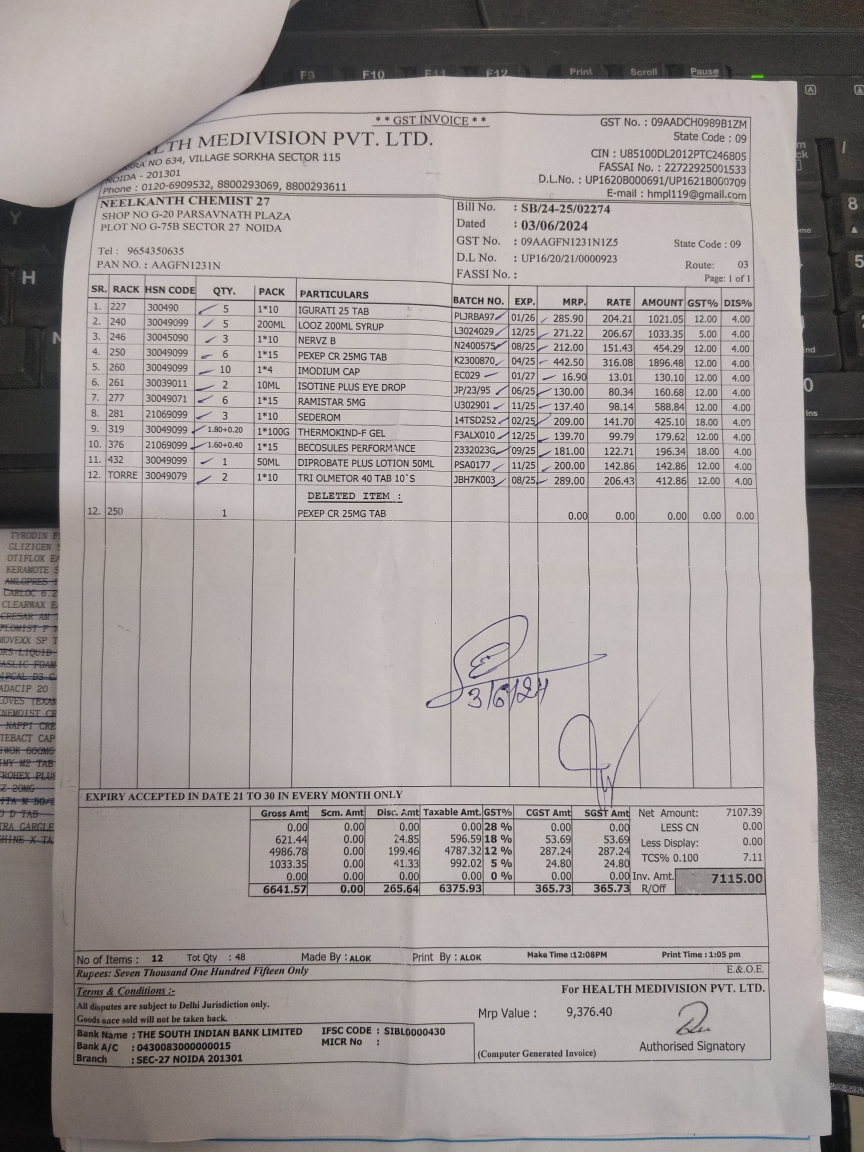 F9 F10 F11 F12 Print Scroll Pause
* * GST INVOICE * *
GST No. : 09AADCH0989B1ZM
State Code : 09
LTH MEDIVISION PVT. LTD.
CIN : U85100DL2012PTC246805
RA NO 634, VILLAGE SORKHA SECTOR 115
FASSAI No. : 22722925001533
NOIDA - 201301
D.L.No. : UP1620B000691/UP1621B000709
Phone : 0120-6909532, 8800293069, 8800293611
E-mail : hmpl119@gmail.com
NEELKANTH CHEMIST 27
Bill No. : SB/24-25/02274
SHOP NO G-20 PARSAVNATH PLAZA
Dated : 03/06/2024
PLOT NO G-75B SECTOR 27 NOIDA
GST No. : 09AAGFN1231N1Z5 State Code : 09
Tel : 9654350635
D.L No. : UP16/20/21/0000923
Route: 03
PAN NO. : AAGFN1231N
FASSI No. :
Page: 1 of 1
SR. RACK HSN CODE QTY. PACK PARTICULARS BATCH NO. EXP. MRP. RATE AMOUNT GST% DIS%
1. 227 300490 5 1*10 IGURATI 25 TAB PLJRBA97 01/26 285.90 204.21 1021.05 12.00 4.00
2. 240 30049099 5 200ML LOOZ 200ML SYRUP L3024029 12/25 271.22 206.67 1033.35 5.00 4.00
3. 246 30045090 3 1*10 NERVZ B N2400575 08/25 212.00 151.43 454.29 12.00 4.00
4. 250 30049099 6 1*15 PEXEP CR 25MG TAB K2300870 04/25 442.50 316.08 1896.48 12.00 4.00
5. 260 30049099 10 1*4 IMODIUM CAP EC029 01/27 16.90 13.01 130.10 12.00 4.00
6. 261 30039011 2 10ML ISOTINE PLUS EYE DROP JP/23/95 06/25 130.00 80.34 160.68 12.00 4.00
7. 277 30049071 6 1*15 RAMISTAR 5MG U302901 11/25 137.40 98.14 588.84 12.00 4.00
8. 281 21069099 3 1*10 SEDEROM 14TSD252 02/25 209.00 141.70 425.10 18.00 4.00
9. 319 30049099 1.80+0.20 1*100G THERMOKIND-F GEL F3ALX010 12/25 139.70 99.79 179.62 12.00 4.00
10. 376 21069099 1.60+0.40 1*15 BECOSULES PERFORMANCE 2332023G 09/25 181.00 122.71 196.34 18.00 4.00
11. 432 30049099 1 50ML DIPROBATE PLUS LOTION 50ML PSA0177 11/25 200.00 142.86 142.86 12.00 4.00
12. TORRE 30049079 2 1*10 TRI OLMETOR 40 TAB 10`S JBH7K003 08/25 289.00 206.43 412.86 12.00 4.00
DELETED ITEM :
12. 250 1 PEXEP CR 25MG TAB 0.00 0.00 0.00 0.00 0.00
3/6/24
EXPIRY ACCEPTED IN DATE 21 TO 30 IN EVERY MONTH ONLY
Gross Amt Scm. Amt Disc. Amt Taxable Amt. GST% CGST Amt SGST Amt Net Amount: 7107.39
0.00 0.00 0.00 0.00 28 % 0.00 0.00 LESS CN 0.00
621.44 0.00 24.85 596.59 18 % 53.69 53.69 Less Display: 0.00
4986.78 0.00 199.46 4787.32 12 % 287.24 287.24 TCS% 0.100 7.11
1033.35 0.00 41.33 992.02 5 % 24.80 24.80
0.00 0.00 0.00 0.00 0 % 0.00 0.00 Inv. Amt. 7115.00
6641.57 0.00 265.64 6375.93 365.73 365.73 R/Off
No of Items : 12 Tot Qty : 48 Made By : ALOK Print By : ALOK Make Time :12:08PM Print Time : 1:05 pm
Rupees: Seven Thousand One Hundred Fifteen Only E.& O.E.
Terms & Conditions :-
For HEALTH MEDIVISION PVT. LTD.
All disputes are subject to Delhi Jurisdiction only.
Mrp Value : 9,376.40
Goods once sold will not be taken back.
Bank Name : THE SOUTH INDIAN BANK LIMITED IFSC CODE : SIBL0000430
Bank A/C : 0430083000000015 MICR No :
Branch : SEC-27 NOIDA 201301
(Computer Generated Invoice) Authorised Signatory